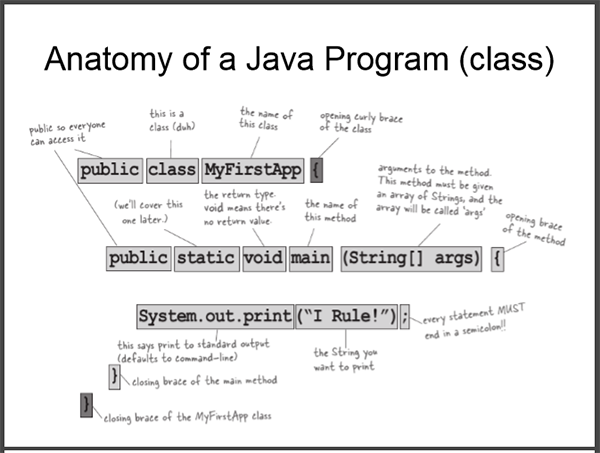 Anatomy of a Java Program (class)
public so everyone
can access it
this is a
class (duh)
the name of
this class
opening curly brace
of the class
public class MyFirstApp {
(we'll cover this
one later.)
the return type.
void means there's
no return value.
the name of
this method
arguments to the method.
This method must be given
an array of Strings, and the
array will be called 'args'
opening brace
of the method
public static void main (String[] args) {
System.out.print("I Rule!");
every statement MUST
end in a semicolon!!
this says print to standard output
(defaults to command-line)
the String you
want to print
} closing brace of the main method
} closing brace of the MyFirstApp class